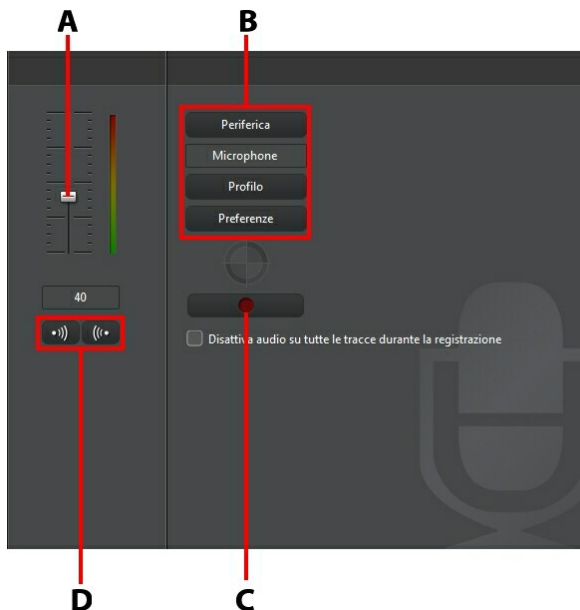 A
B
Periferica
Microphone
Profilo
Preferenze
40
Disattiva audio su tutte le tracce durante la registrazione
D
C